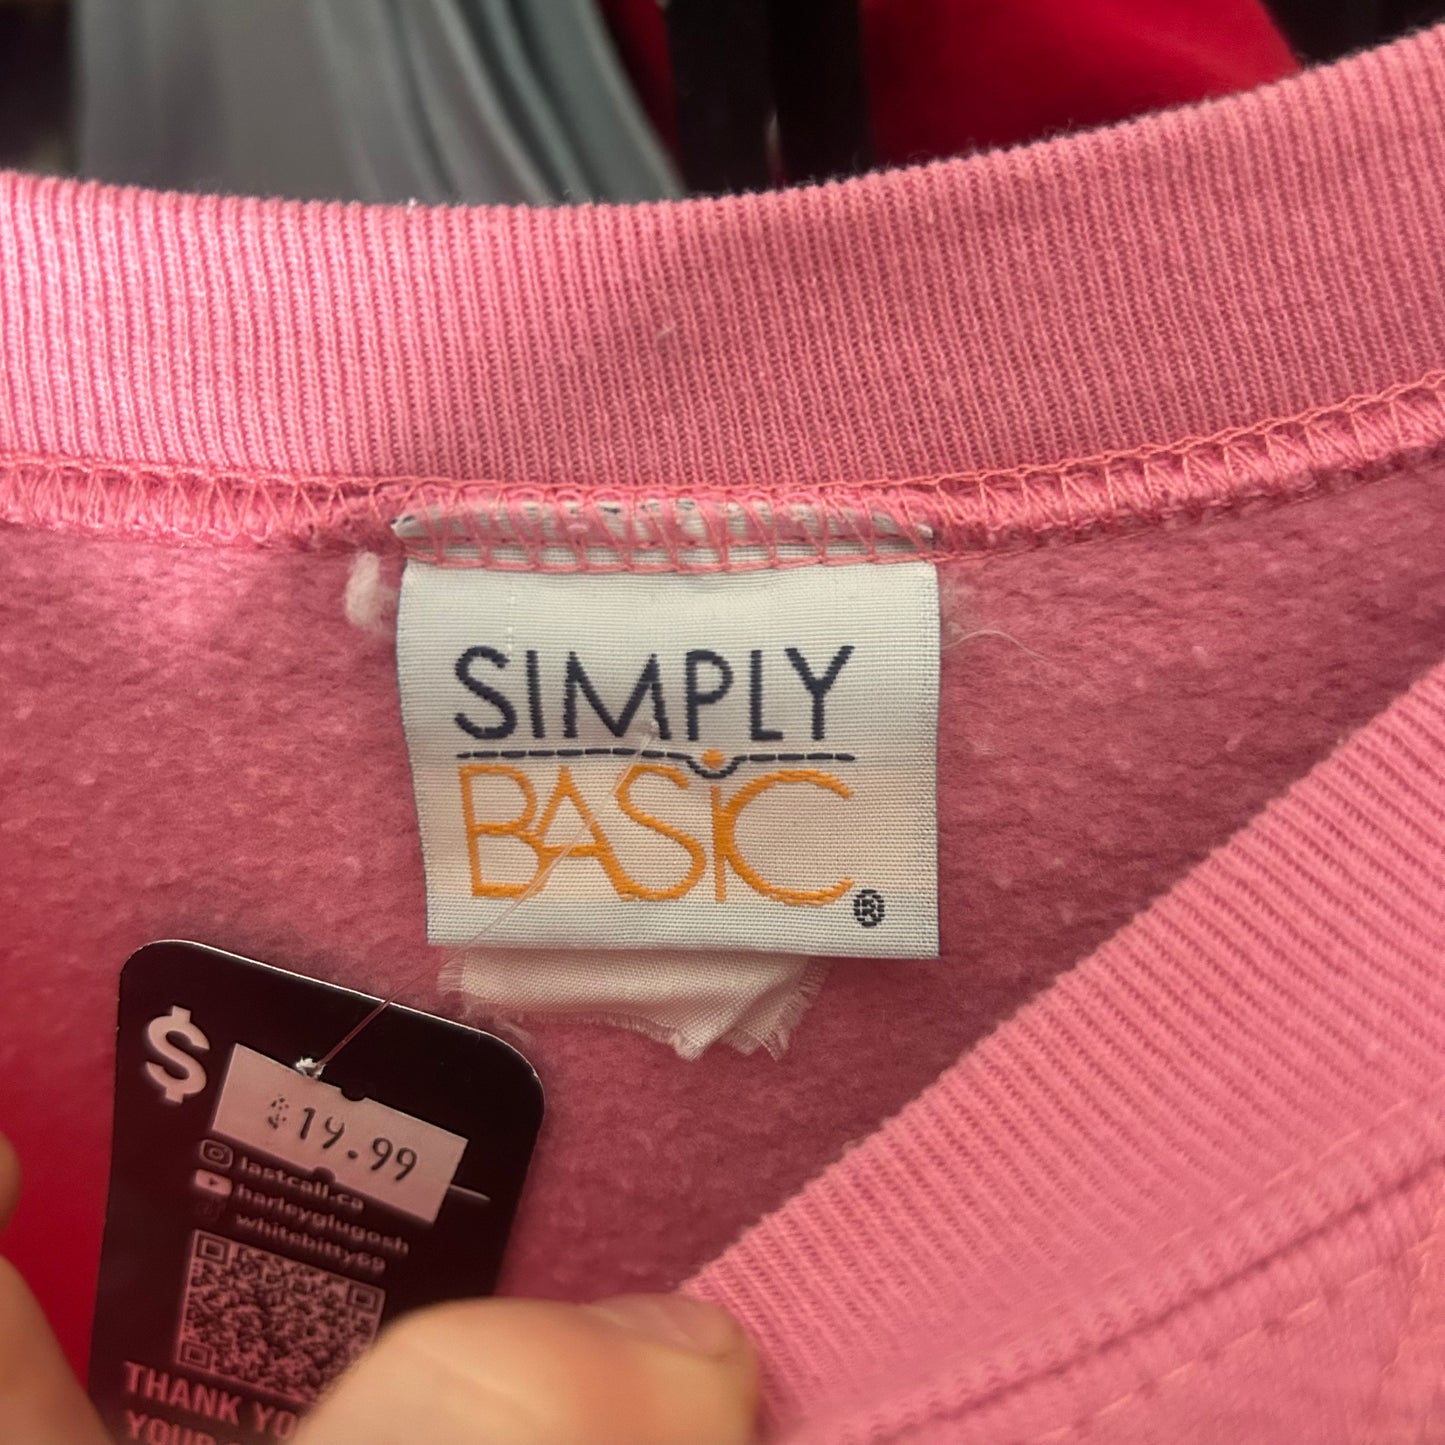 SIMPLY
BASIC
®
$
$19.99
lastcall.ca
harleyglugosh
whitebitty69
THANK YO
YOUR